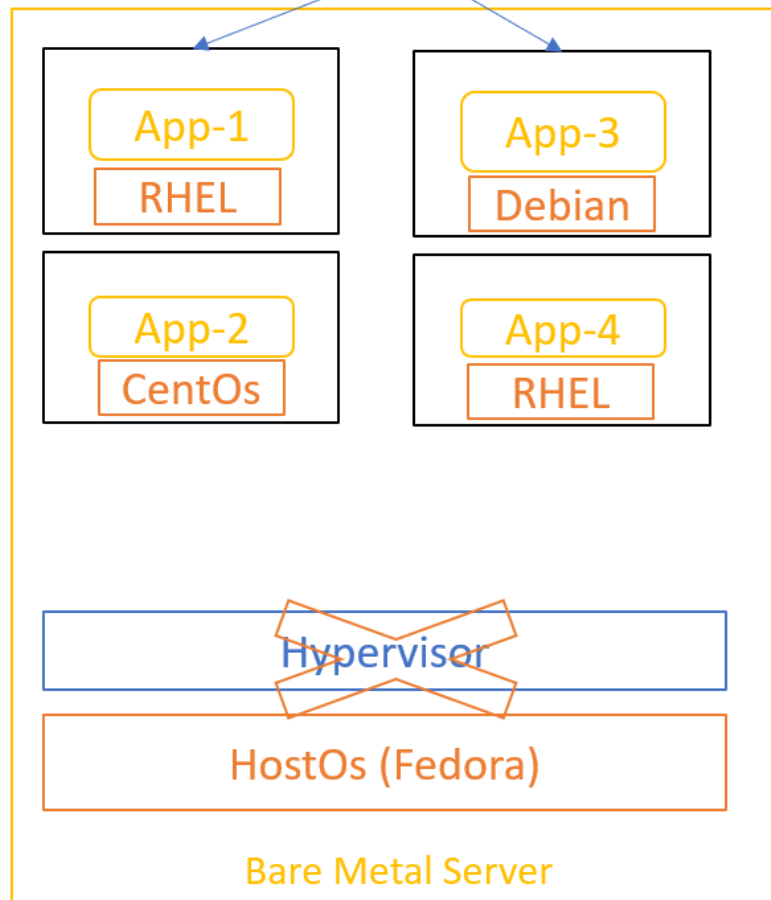 App-1
RHEL
App-3
Debian
App-2
CentOs
App-4
RHEL
Hypervisor
HostOs (Fedora)
Bare Metal Server